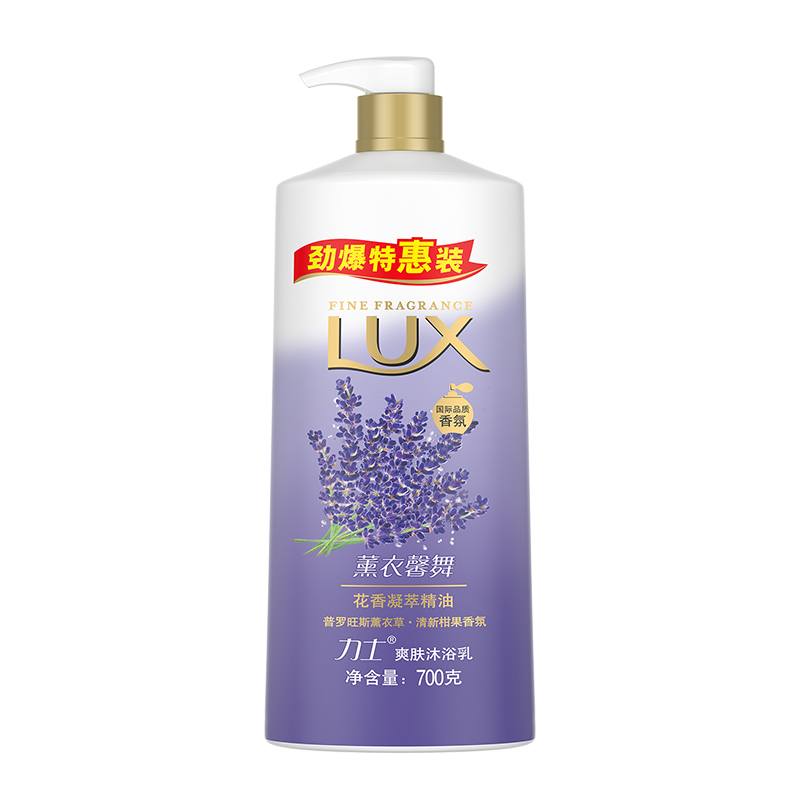 劲爆特惠装
FINE FRAGRANCE
LUX
国际品质
香氛
薰衣馨舞
花香凝萃精油
普罗旺斯薰衣草·清新柑果香氛
力士®爽肤沐浴乳
净含量：700克